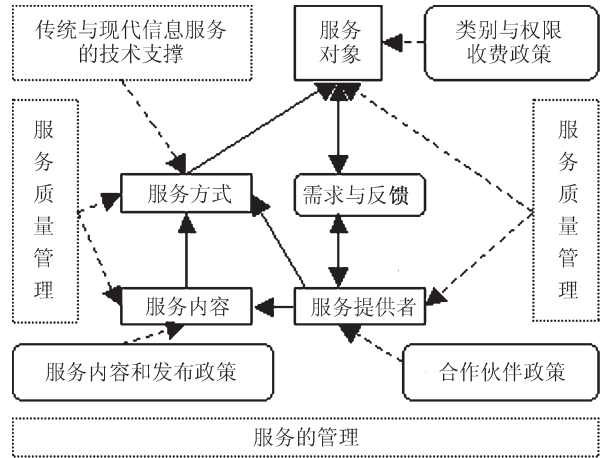 传统与现代信息服务
的技术支撑
服务
对象
类别与权限
收费政策
服务质量管理
服务方式
需求与反馈
服务质量管理
服务内容
服务提供者
服务内容和发布政策
合作伙伴政策
服务的管理